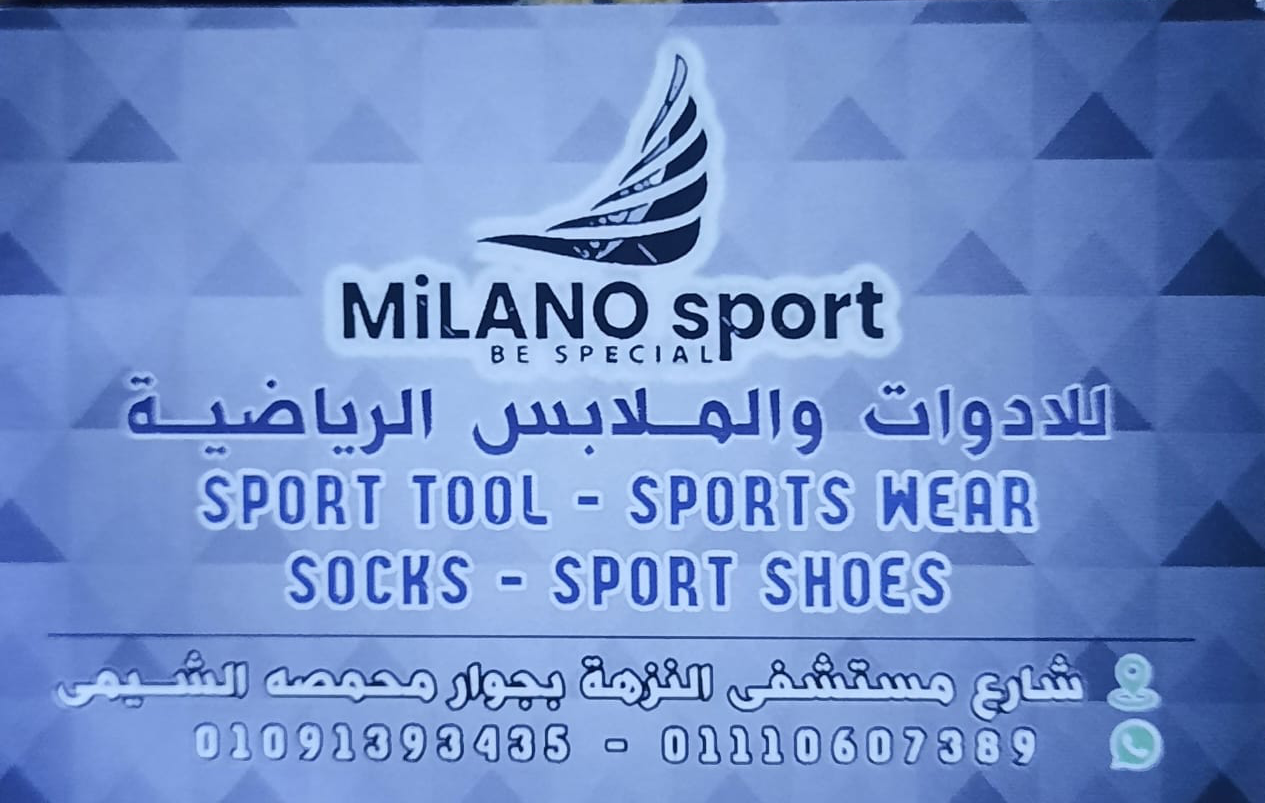 MiLANO sport
BE SPECIAL
للادوات والملابس الرياضية
SPORT TOOL - SPORTS WEAR
SOCKS - SPORT SHOES
شارع مستشفى النزهة بجوار محمصه الشيمى
01091393435 - 01110607389